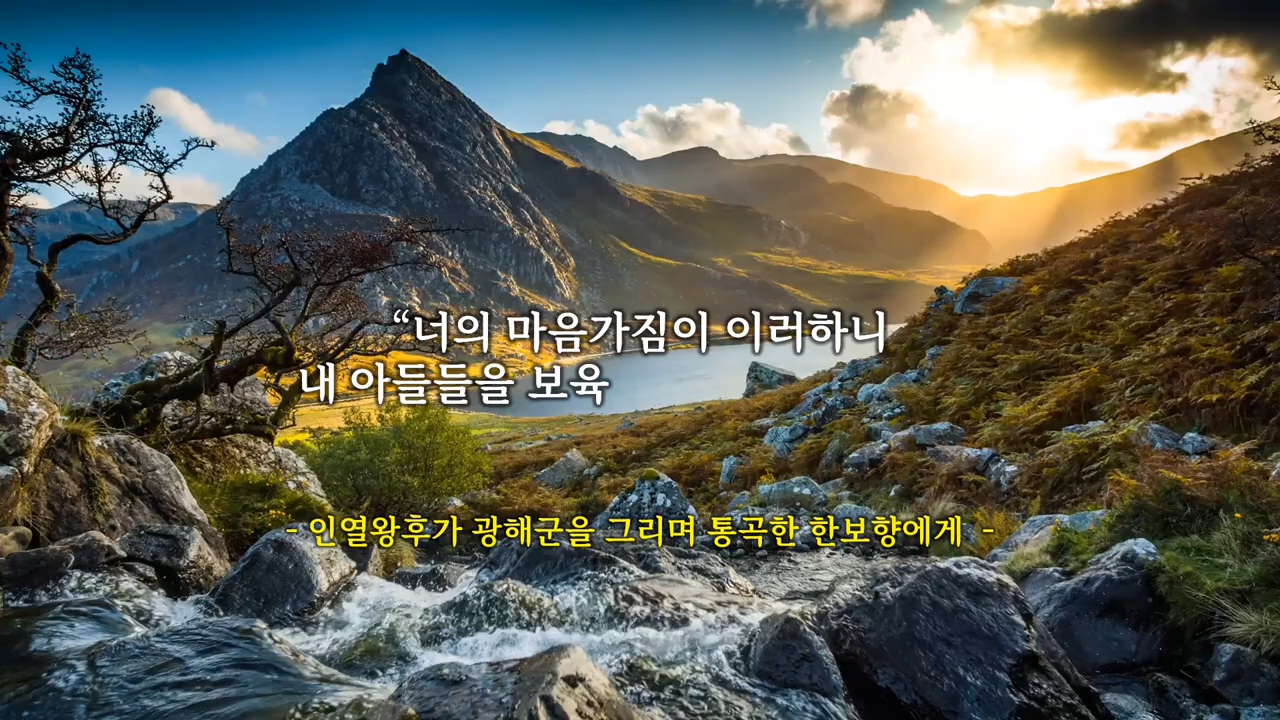 “너의 마음가짐이 이러하니
내 아들들을 보육
- 인열왕후가 광해군을 그리며 통곡한 한보향에게 -